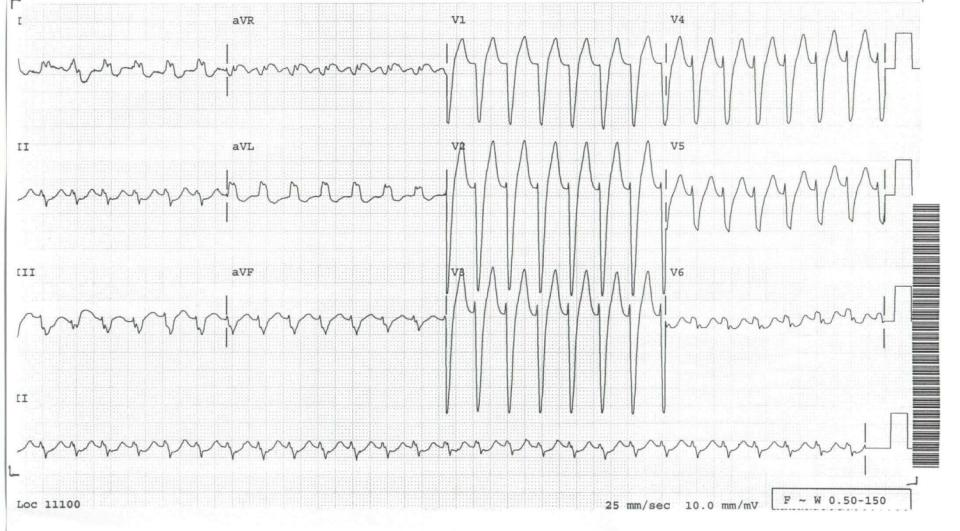 I aVR V1 V4
II aVL V2 V5
III aVF V3 V6
II
Loc 11100
25 mm/sec 10.0 mm/mV F ~ W 0.50-150